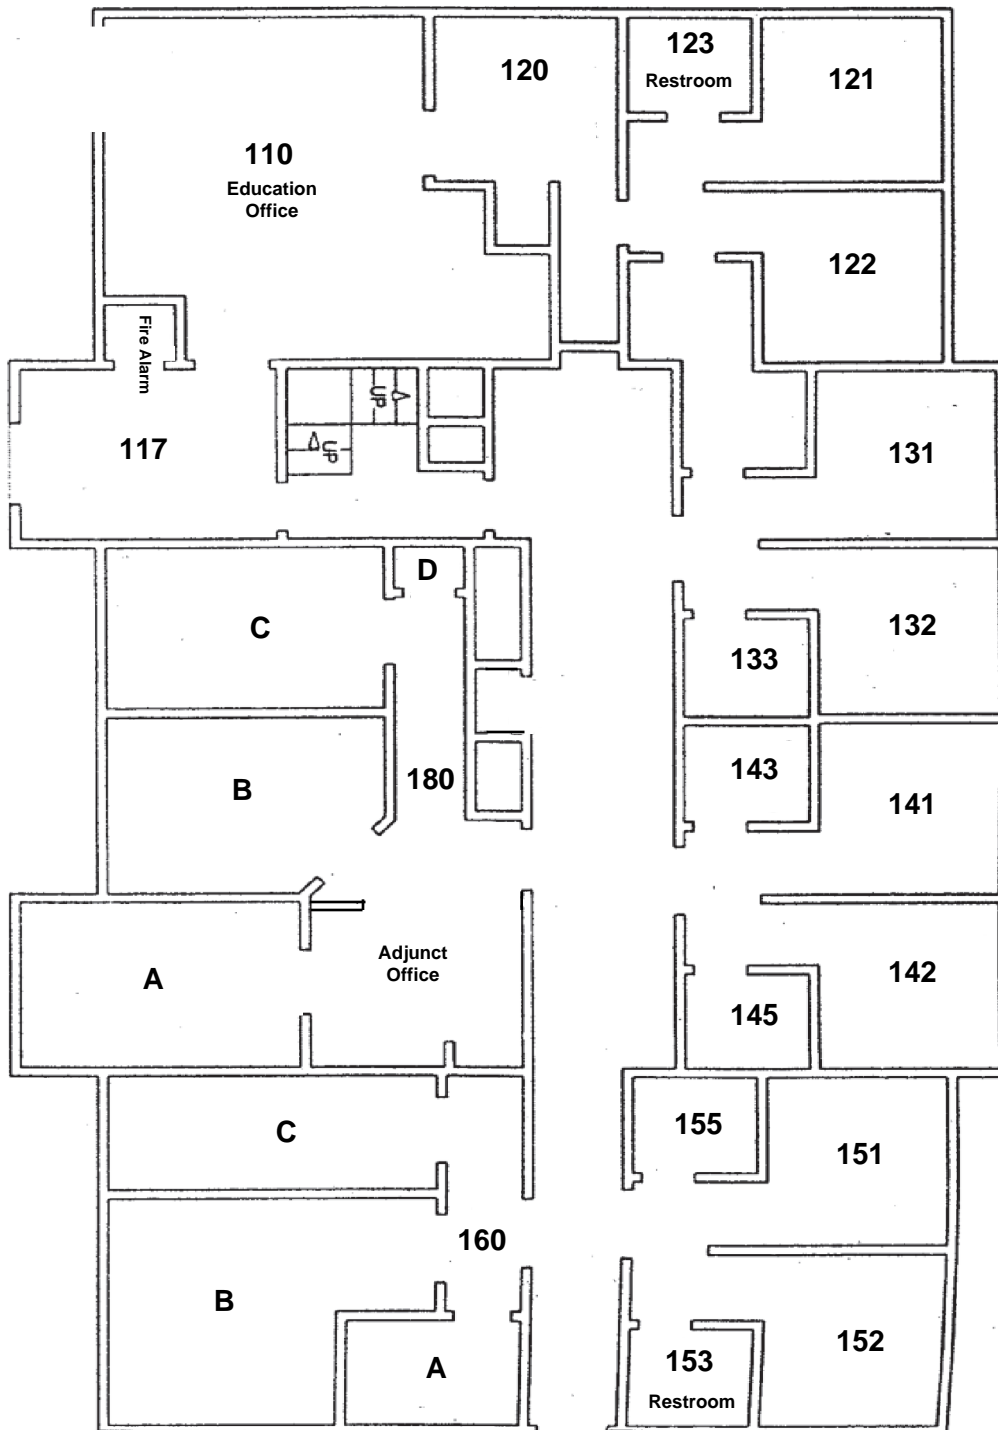 123
Restroom
120
121
110
Education
Office
122
Fire Alarm
UP
UP
117
131
D
C
132
133
180
143
B
141
Adjunct
Office
A
142
145
C
155
151
160
B
A
153
Restroom
152